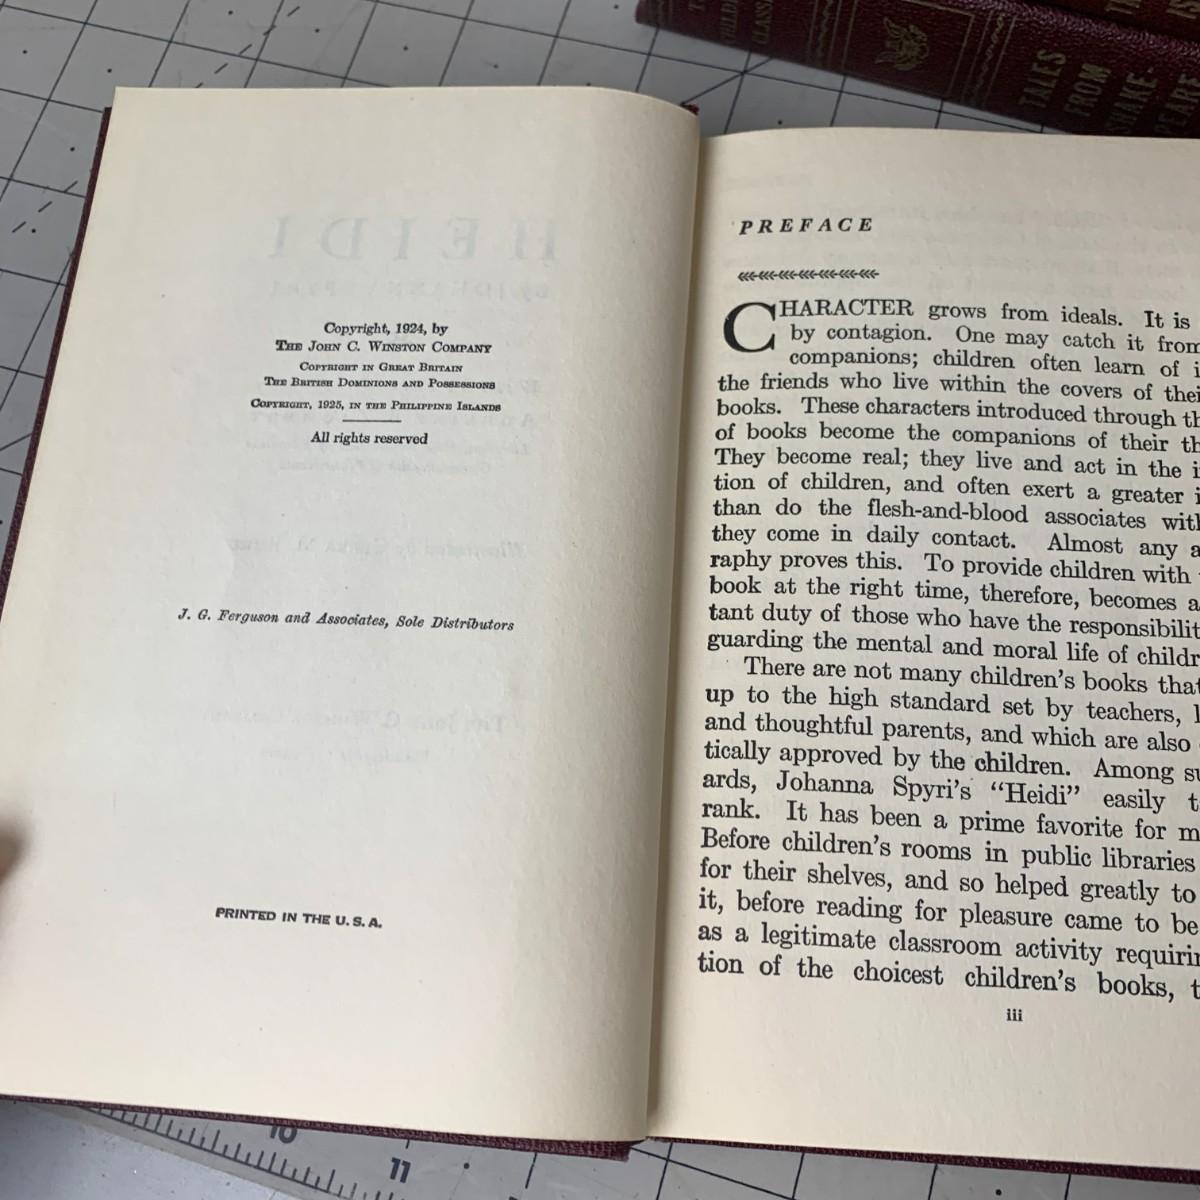 Copyright, 1924, by
THE JOHN C. WINSTON COMPANY
COPYRIGHT IN GREAT BRITAIN
THE BRITISH DOMINIONS AND POSSESSIONS
COPYRIGHT, 1925, IN THE PHILIPPINE ISLANDS
All rights reserved
J. G. Ferguson and Associates, Sole Distributors
PRINTED IN THE U. S. A.
PREFACE
CHARACTER grows from ideals. It is
by contagion. One may catch it from
companions; children often learn of
the friends who live within the covers of
books. These characters introduced through
of books become the companions of their
They become real; they live and act in the
tion of children, and often exert a greater
than do the flesh-and-blood associates
they come in daily contact. Almost any
raphy proves this. To provide children with
book at the right time, therefore, becomes
tant duty of those who have the
guarding the mental and moral life of
There are not many children's books that
up to the high standard set by teachers,
and thoughtful parents, and which are also
tically approved by the children. Among
ards, Johanna Spyri's "Heidi" easily
rank. It has been a prime favorite for
Before children's rooms in public libraries
for their shelves, and so helped greatly to
it, before reading for pleasure came to be
as a legitimate classroom activity
tion of the choicest children's books,
iii
TALES
FROM
SHAKE-
PEARE
10
11